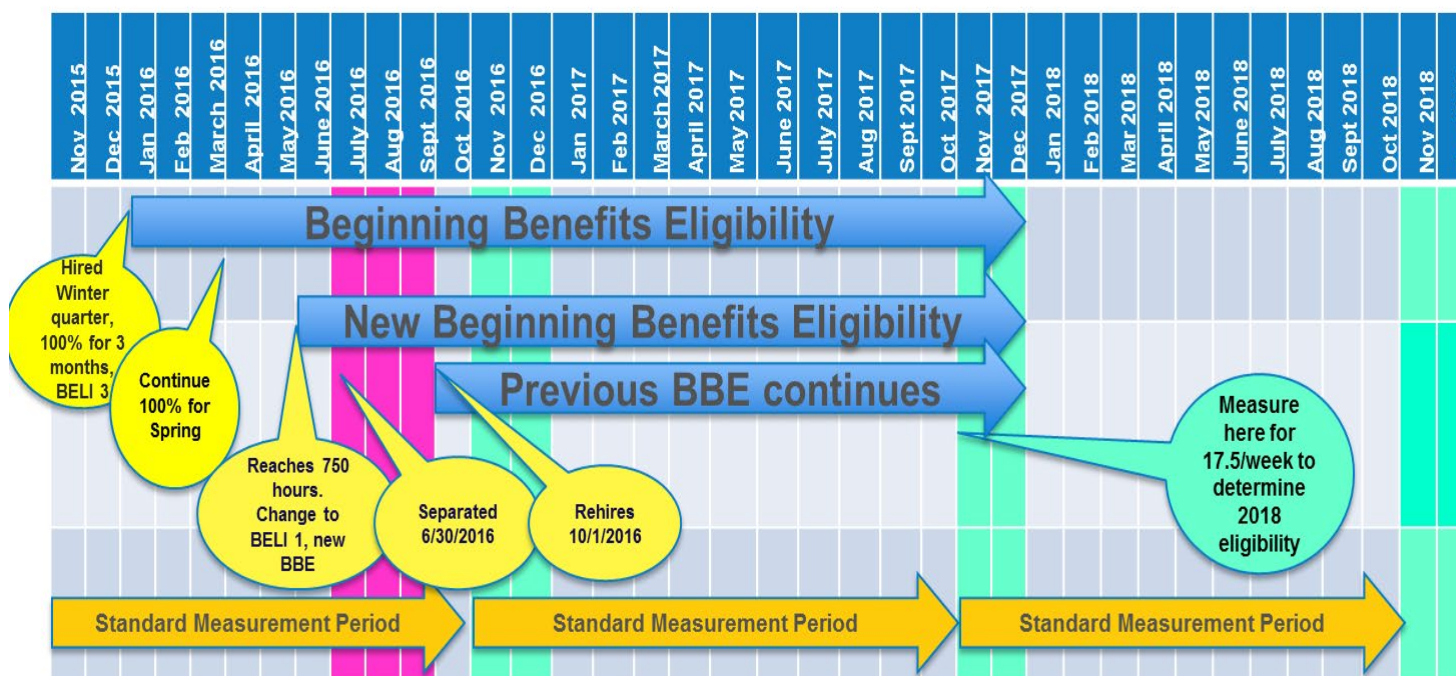 Nov 2015
Dec 2015
Jan 2016
Feb 2016
March 2016
April 2016
May 2016
June 2016
July 2016
Aug 2016
Sept 2016
Oct 2016
Nov 2016
Dec 2016
Jan 2017
Feb 2017
March 2017
April 2017
May 2017
June 2017
July 2017
Aug 2017
Sept 2017
Oct 2017
Nov 2017
Dec 2017
Jan 2018
Feb 2018
Mar 2018
April 2018
May 2018
June 2018
July 2018
Aug 2018
Sept 2018
Oct 2018
Nov 2018
Beginning Benefits Eligibility
Hired
Winter
quarter,
100% for 3
months,
BELI 3
New Beginning Benefits Eligibility
Continue
100% for
Spring
Previous BBE continues
Measure
here for
17.5/week to
determine
2018
eligibility
Reaches 750
hours.
Change to
BELI 1, new
BBE
Separated
6/30/2016
Rehires
10/1/2016
Standard Measurement Period
Standard Measurement Period
Standard Measurement Period